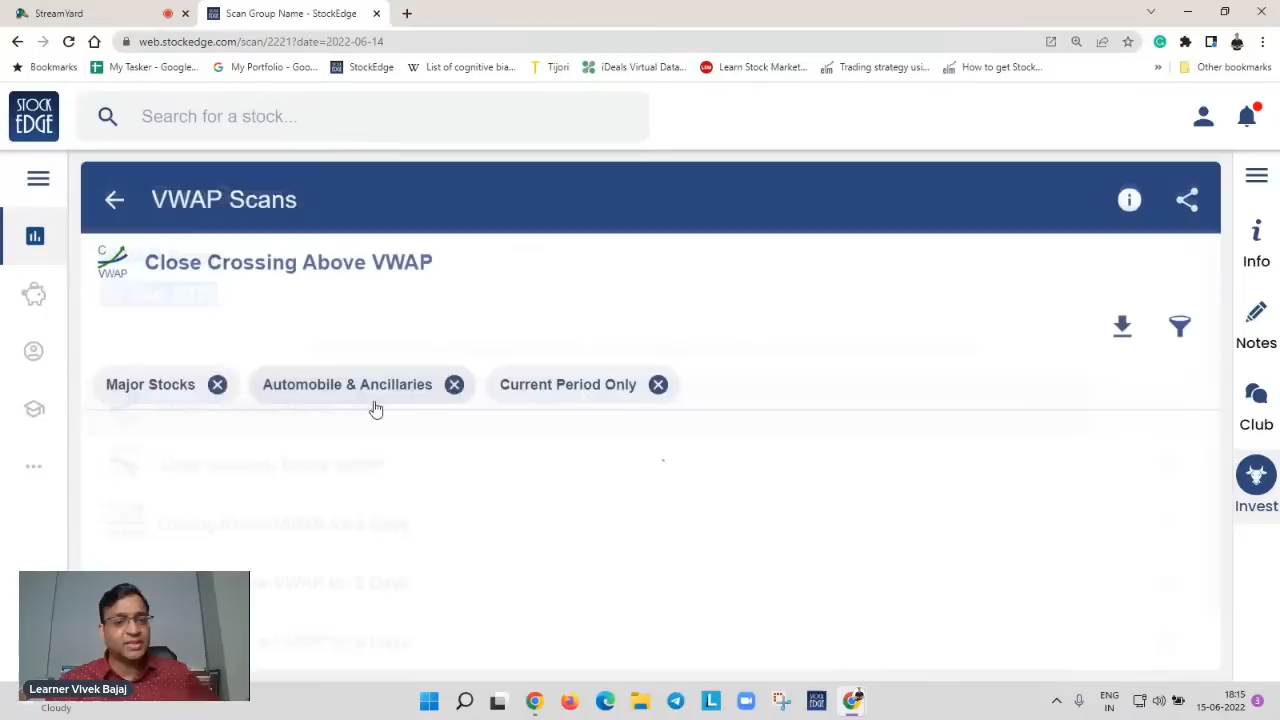 StreamYard
Scan Group Name - StockEdge
web.stockedge.com/scan/2221?date=2022-06-14
Bookmarks
My Tasker - Google...
My Portfolio - Goo...
StockEdge
List of cognitive bia...
Tijori
iDeals Virtual Data...
Learn Stock Market...
Trading strategy usi...
How to get Stock...
»
Other bookmarks
STOCK
EDGE
Search for a stock...
VWAP Scans
C
VWAP
Close Crossing Above VWAP
Major Stocks
Automobile & Ancillaries
Current Period Only
Info
Notes
Club
Invest
Learner Vivek Bajaj
Cloudy
ENG
IN
18:15
15-06-2022
3